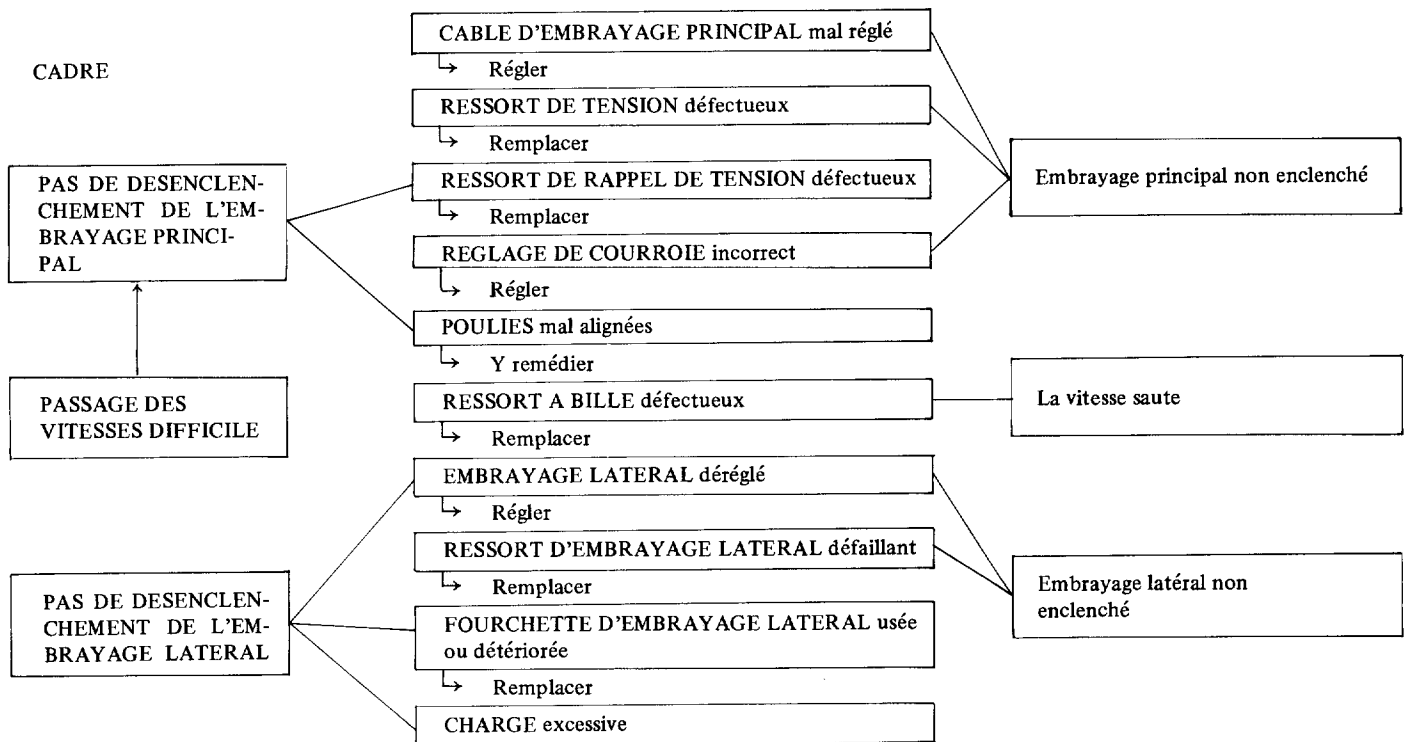 CADRE
PAS DE DESENCLEN-
CHEMENT DE L'EM-
BRAYAGE PRINCI-
PAL
PASSAGE DES
VITESSES DIFFICILE
PAS DE DESENCLEN-
CHEMENT DE L'EM-
BRAYAGE LATERAL
CABLE D'EMBRAYAGE PRINCIPAL mal réglé
Régler
RESSORT DE TENSION défectueux
Remplacer
RESSORT DE RAPPEL DE TENSION défectueux
Remplacer
REGLAGE DE COURROIE incorrect
Régler
POULIES mal alignées
Y remédier
RESSORT A BILLE défectueux
Remplacer
EMBRAYAGE LATERAL déréglé
Régler
RESSORT D'EMBRAYAGE LATERAL défaillant
Remplacer
FOURCHETTE D'EMBRAYAGE LATERAL usée
ou détériorée
Remplacer
CHARGE excessive
Embrayage principal non enclenché
La vitesse saute
Embrayage latéral non
enclenché